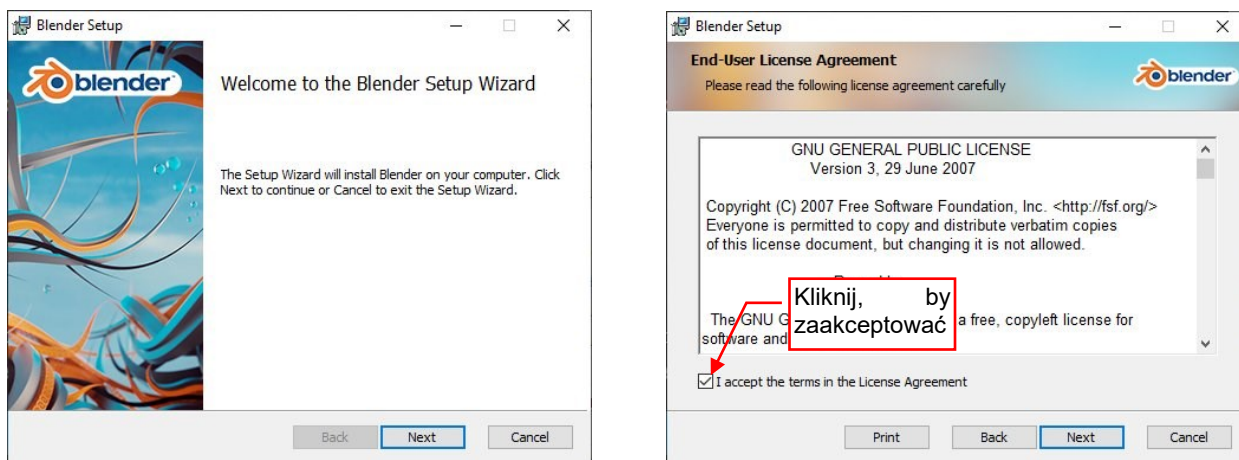 Blender Setup
blender
Welcome to the Blender Setup Wizard
The Setup Wizard will install Blender on your computer. Click
Next to continue or Cancel to exit the Setup Wizard.
Back
Next
Cancel
Blender Setup
End-User License Agreement
Please read the following license agreement carefully
blender
GNU GENERAL PUBLIC LICENSE
Version 3, 29 June 2007
Copyright (C) 2007 Free Software Foundation, Inc. <http://fsf.org/>
Everyone is permitted to copy and distribute verbatim copies
of this license document, but changing it is not allowed.
Kliknij, by
zaakceptować
The GNU G
a free, copyleft license for
software and
I accept the terms in the License Agreement
Print
Back
Next
Cancel